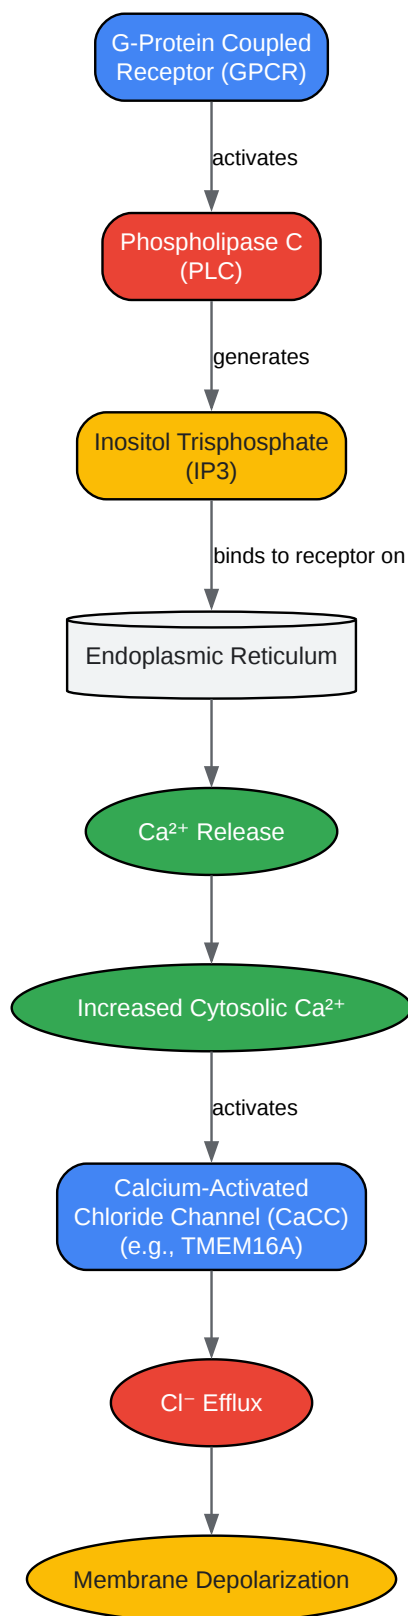 G-Protein Coupled
Receptor (GPCR)
activates
Phospholipase C
(PLC)
generates
Inositol Trisphosphate
(IP3)
binds to receptor on
Endoplasmic Reticulum
Ca²⁺ Release
Increased Cytosolic Ca²⁺
activates
Calcium-Activated
Chloride Channel (CaCC)
(e.g., TMEM16A)
Cl⁻ Efflux
Membrane Depolarization